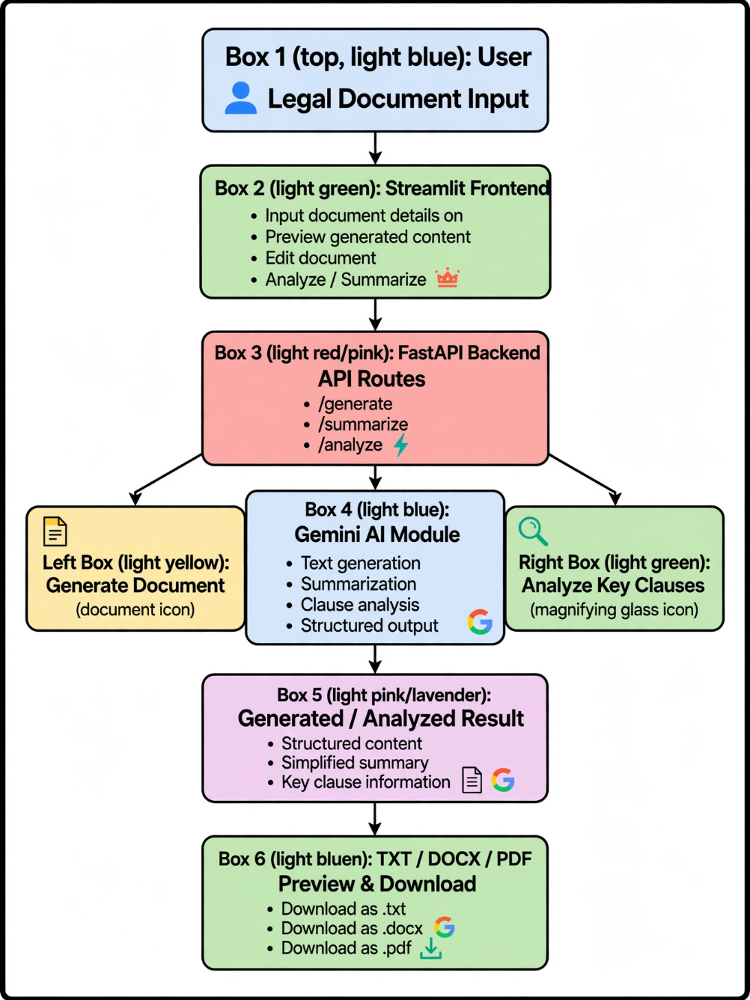 Box 1 (top, light blue): User
Legal Document Input
Box 2 (light green): Streamlit Frontend
• Input document details on
• Preview generated content
• Edit document
• Analyze / Summarize
Box 3 (light red/pink): FastAPI Backend
API Routes
• /generate
• /summarize
• /analyze
Left Box (light yellow):
Generate Document
(document icon)
Box 4 (light blue):
Gemini AI Module
• Text generation
• Summarization
• Clause analysis
• Structured output
G
Right Box (light green):
Analyze Key Clauses
(magnifying glass icon)
Box 5 (light pink/lavender):
Generated / Analyzed Result
• Structured content
• Simplified summary
• Key clause information G
Box 6 (light bluen): TXT / DOCX / PDF
Preview & Download
• Download as .txt
• Download as .docx G
• Download as .pdf